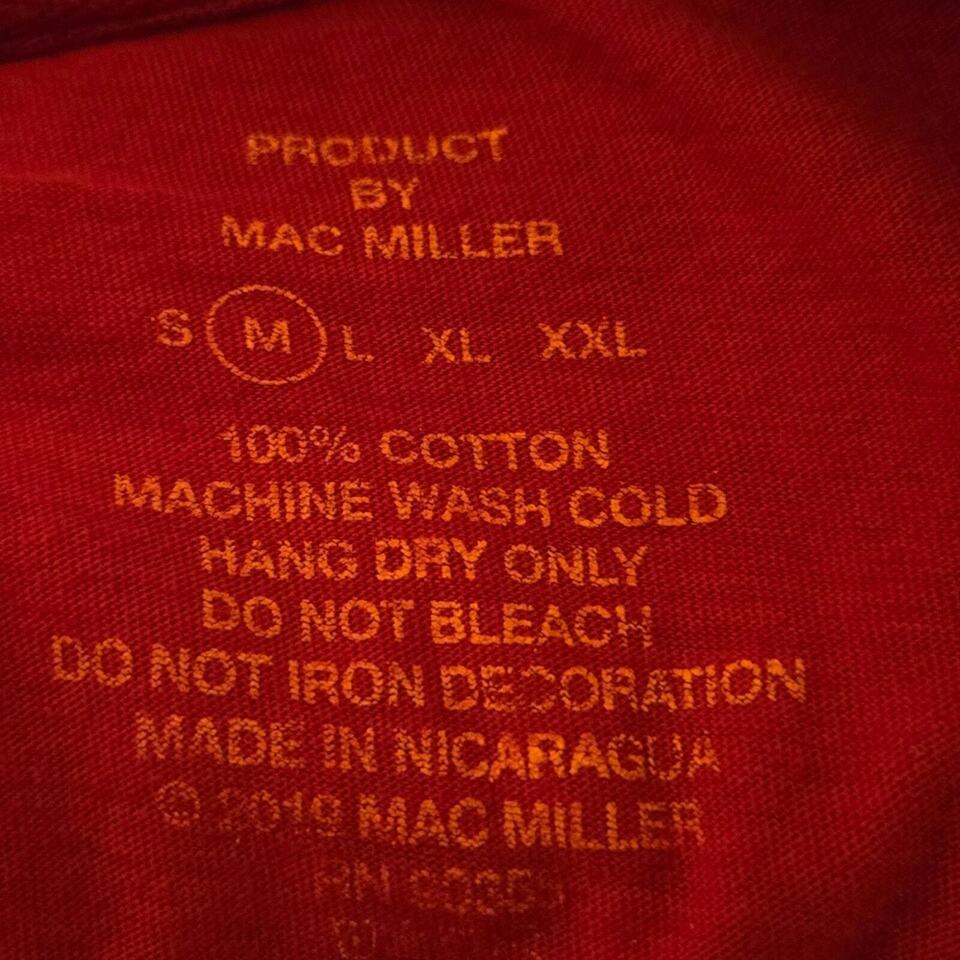 PRODUCT
BY
MAC MILLER
S M L XL XXL
100% COTTON
MACHINE WASH COLD
HANG DRY ONLY
DO NOT BLEACH
DO NOT IRON DECORATION
MADE IN NICARAGUA
© 2019 MAC MILLER
RN